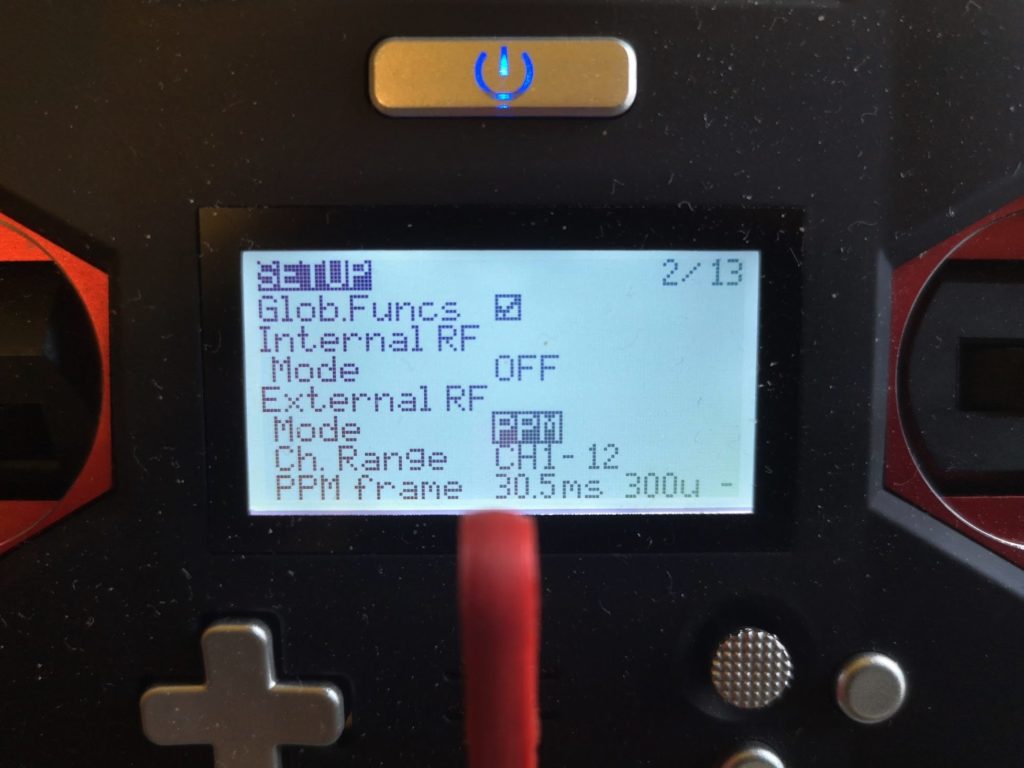 SETUP 2/13
Glob.Funcs
Internal RF
Mode OFF
External RF
Mode PPM
Ch. Range CH1-12
PPM frame 30.5ms 300u -